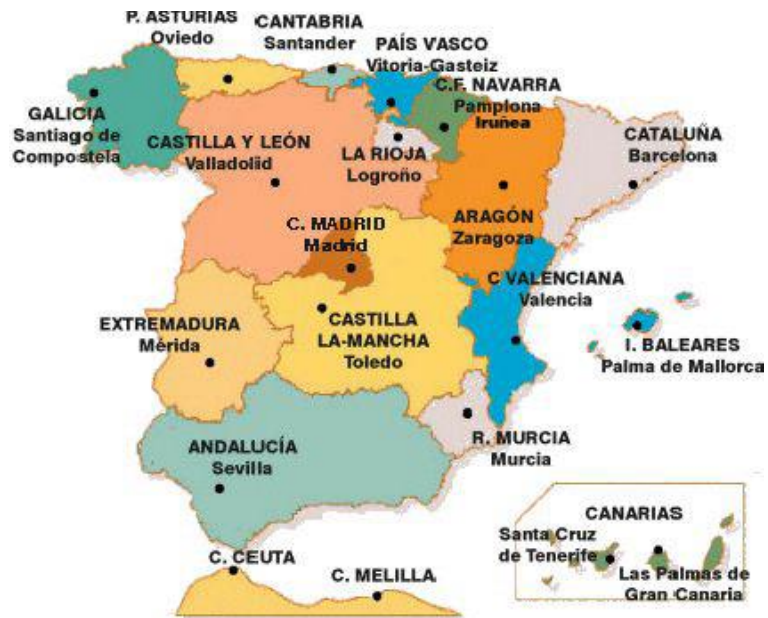 P. ASTURIAS
Oviedo
CANTABRIA
Santander
PAÍS VASCO
Vitoria-Gasteiz
C.F. NAVARRA
Pamplona
Iruñea
GALICIA
Santiago de
Compostela
CASTILLA Y LEÓN
Valladolid
LA RIOJA
Logroño
CATALUÑA
Barcelona
ARAGÓN
Zaragoza
C. MADRID
Madrid
C VALENCIANA
Valencia
EXTREMADURA
Mérida
CASTILLA
LA-MANCHA
Toledo
I. BALEARES
Palma de Mallorca
ANDALUCÍA
Sevilla
R. MURCIA
Murcia
CANARIAS
Santa Cruz
de Tenerife
Las Palmas de
Gran Canaria
C. CEUTA
C. MELILLA